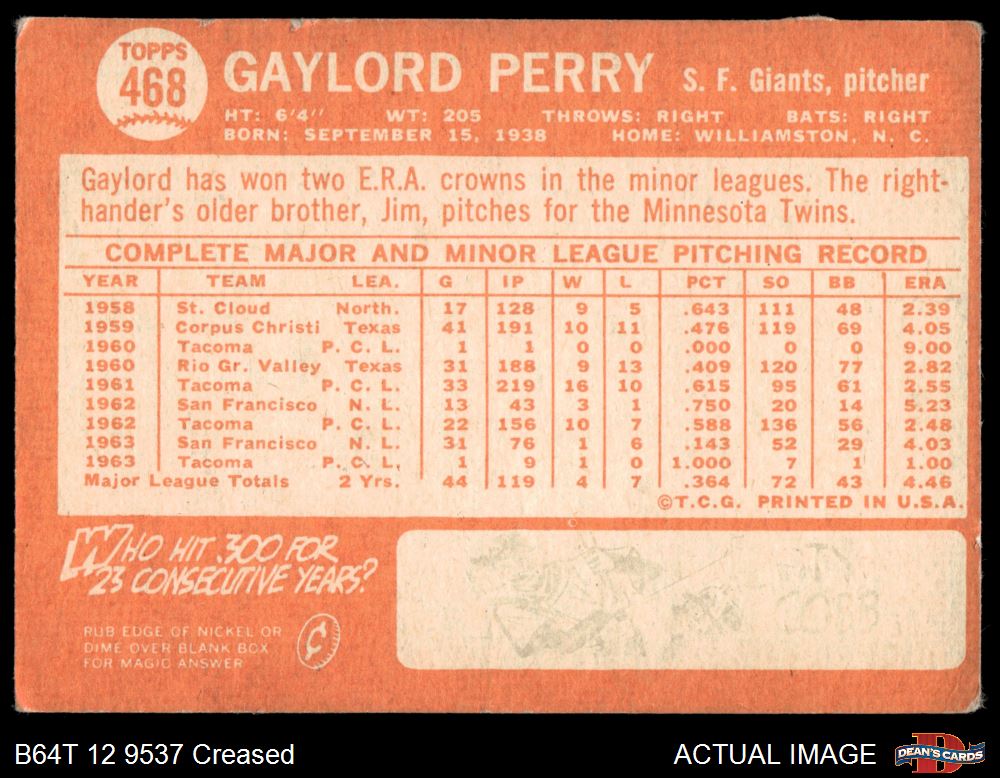 TOPPS
468
GAYLORD PERRY S. F. Giants, pitcher
HT: 6'4" WT: 205 THROWS: RIGHT BATS: RIGHT
BORN: SEPTEMBER 15, 1938 HOME: WILLIAMSTON, N. C.
Gaylord has won two E.R.A. crowns in the minor leagues. The right-
hander's older brother, Jim, pitches for the Minnesota Twins.
COMPLETE MAJOR AND MINOR LEAGUE PITCHING RECORD
YEAR TEAM LEA. G IP W L PCT SO BB ERA
1958 St. Cloud North. 17 128 9 5 .643 111 48 2.39
1959 Corpus Christi Texas 41 191 10 11 .476 119 69 4.05
1960 Tacoma P. C. L. 1 1 0 0 .000 0 0 9.00
1960 Rio Gr. Valley Texas 31 188 9 13 .409 120 77 2.82
1961 Tacoma P. C. L. 33 219 16 10 .615 95 61 2.55
1962 San Francisco N. L. 13 43 3 1 .750 20 14 5.23
1962 Tacoma P. C. L. 22 156 10 7 .588 136 56 2.48
1963 San Francisco N. L. 31 76 1 6 .143 52 29 4.03
1963 Tacoma P. C. L. 1 9 1 0 1.000 7 1 1.00
Major League Totals 2 Yrs. 44 119 4 7 .364 72 43 4.46
©T.C.G. PRINTED IN U.S.A.
WHO HIT .300 FOR
23 CONSECUTIVE YEARS?
RUB EDGE OF NICKEL OR
DIME OVER BLANK BOX
FOR MAGIC ANSWER
¢
TY
COBB
B64T 12 9537 Creased ACTUAL IMAGE DEAN'S CARDS